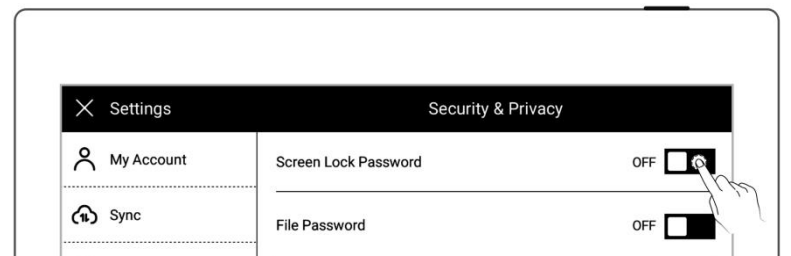 Settings
Security & Privacy
My Account
Screen Lock Password
OFF
Sync
File Password
OFF